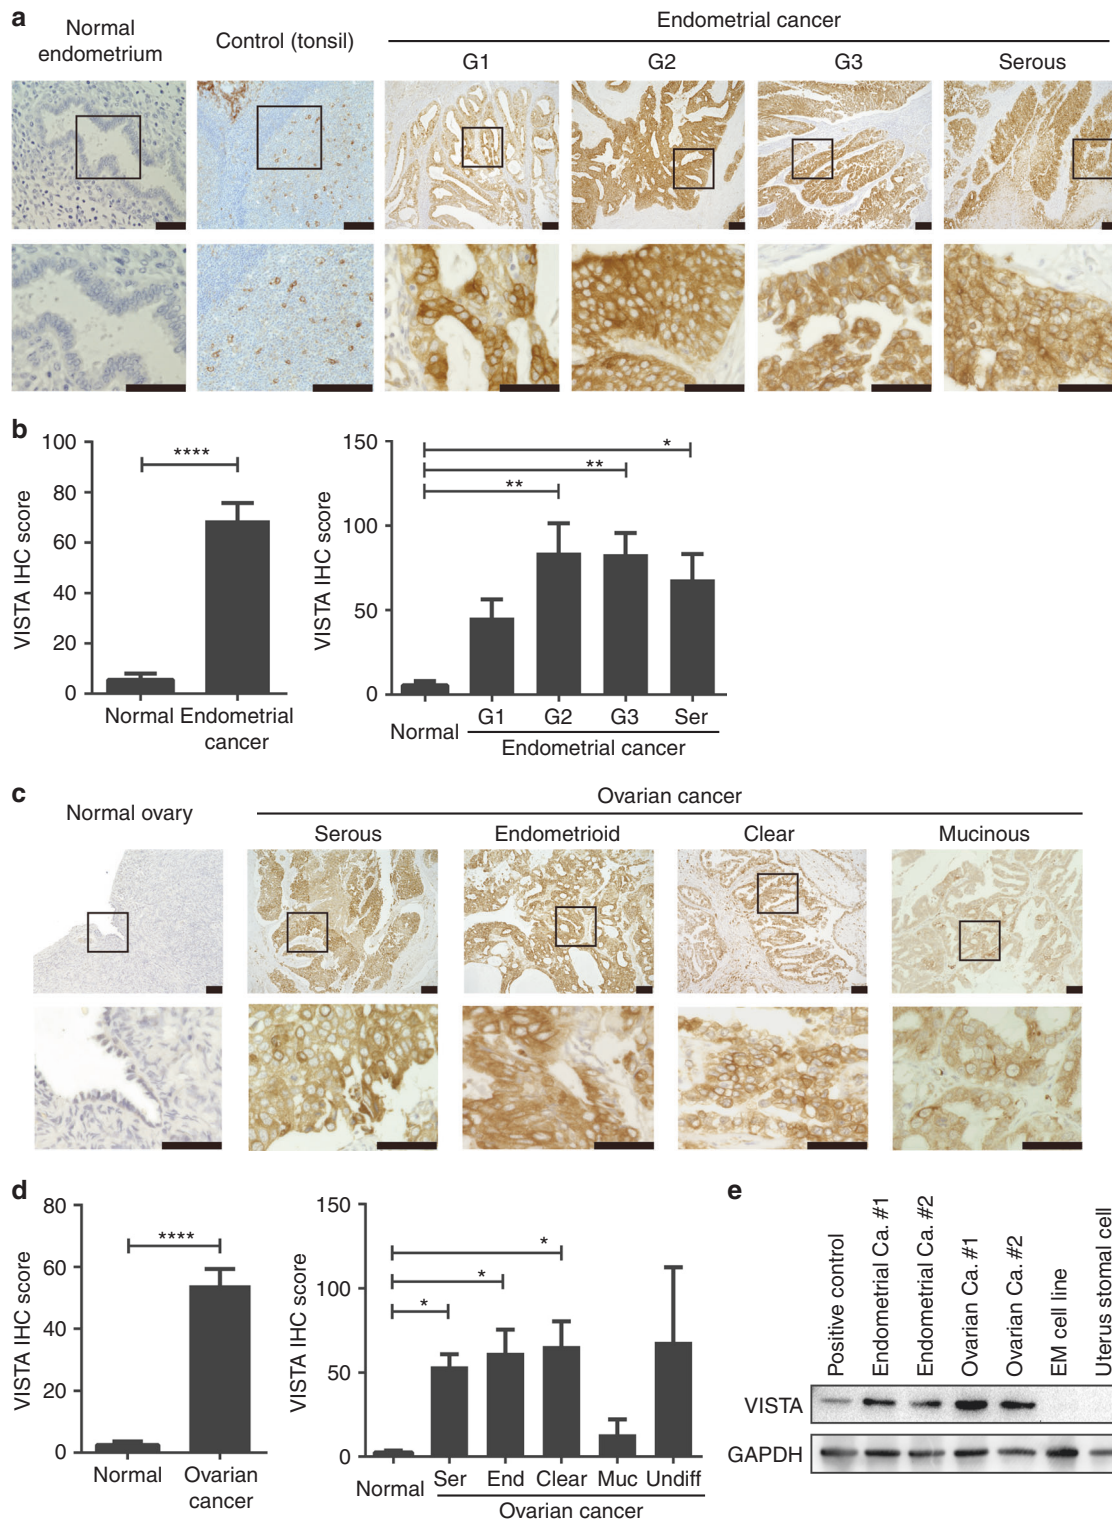 a
Normal endometrium
Control (tonsil)
Endometrial cancer
G1 G2 G3 Serous
b
100
80
60
40
20
0
VISTA IHC score
****
Normal Endometrial cancer
150
100
50
0
VISTA IHC score
*
**
**
Normal G1 G2 G3 Ser
Endometrial cancer
c
Normal ovary
Ovarian cancer
Serous Endometrioid Clear Mucinous
d
80
60
40
20
0
VISTA IHC score
****
Normal Ovarian cancer
150
100
50
0
VISTA IHC score
*
*
*
Normal Ser End Clear Muc Undiff
Ovarian cancer
e
Positive control
Endometrial Ca. #1
Endometrial Ca. #2
Ovarian Ca. #1
Ovarian Ca. #2
EM cell line
Uterus stomal cell
VISTA
GAPDH